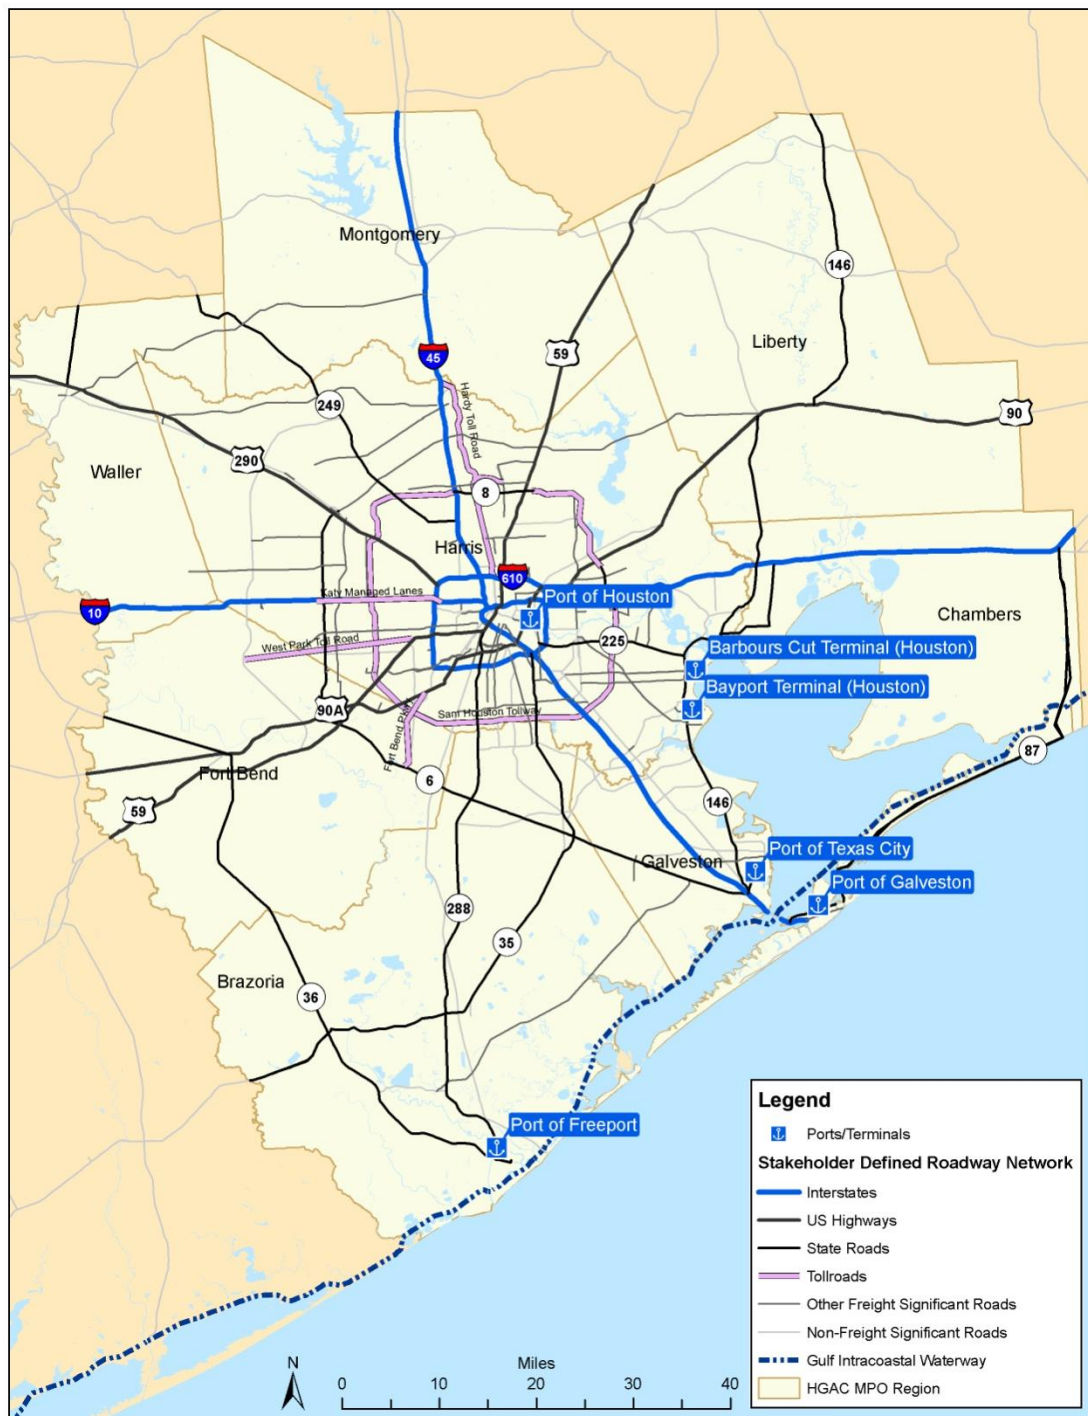 Montgomery
146
Liberty
59
45
Hardy Toll Road
249
90
290
Waller
8
Harris
610
Katy Managed Lanes
Port of Houston
10
Chambers
West Park Toll Road
225
Barbours Cut Terminal (Houston)
Bayport Terminal (Houston)
90A
Sam Houston Tollway
Fort Bend Pkwy
87
Fort Bend
6
59
146
Port of Texas City
Galveston
Port of Galveston
288
35
Brazoria
36
Port of Freeport
Legend
Ports/Terminals
Stakeholder Defined Roadway Network
Interstates
US Highways
State Roads
Tollroads
Other Freight Significant Roads
Non-Freight Significant Roads
Gulf Intracoastal Waterway
HGAC MPO Region
N
Miles
0 10 20 30 40